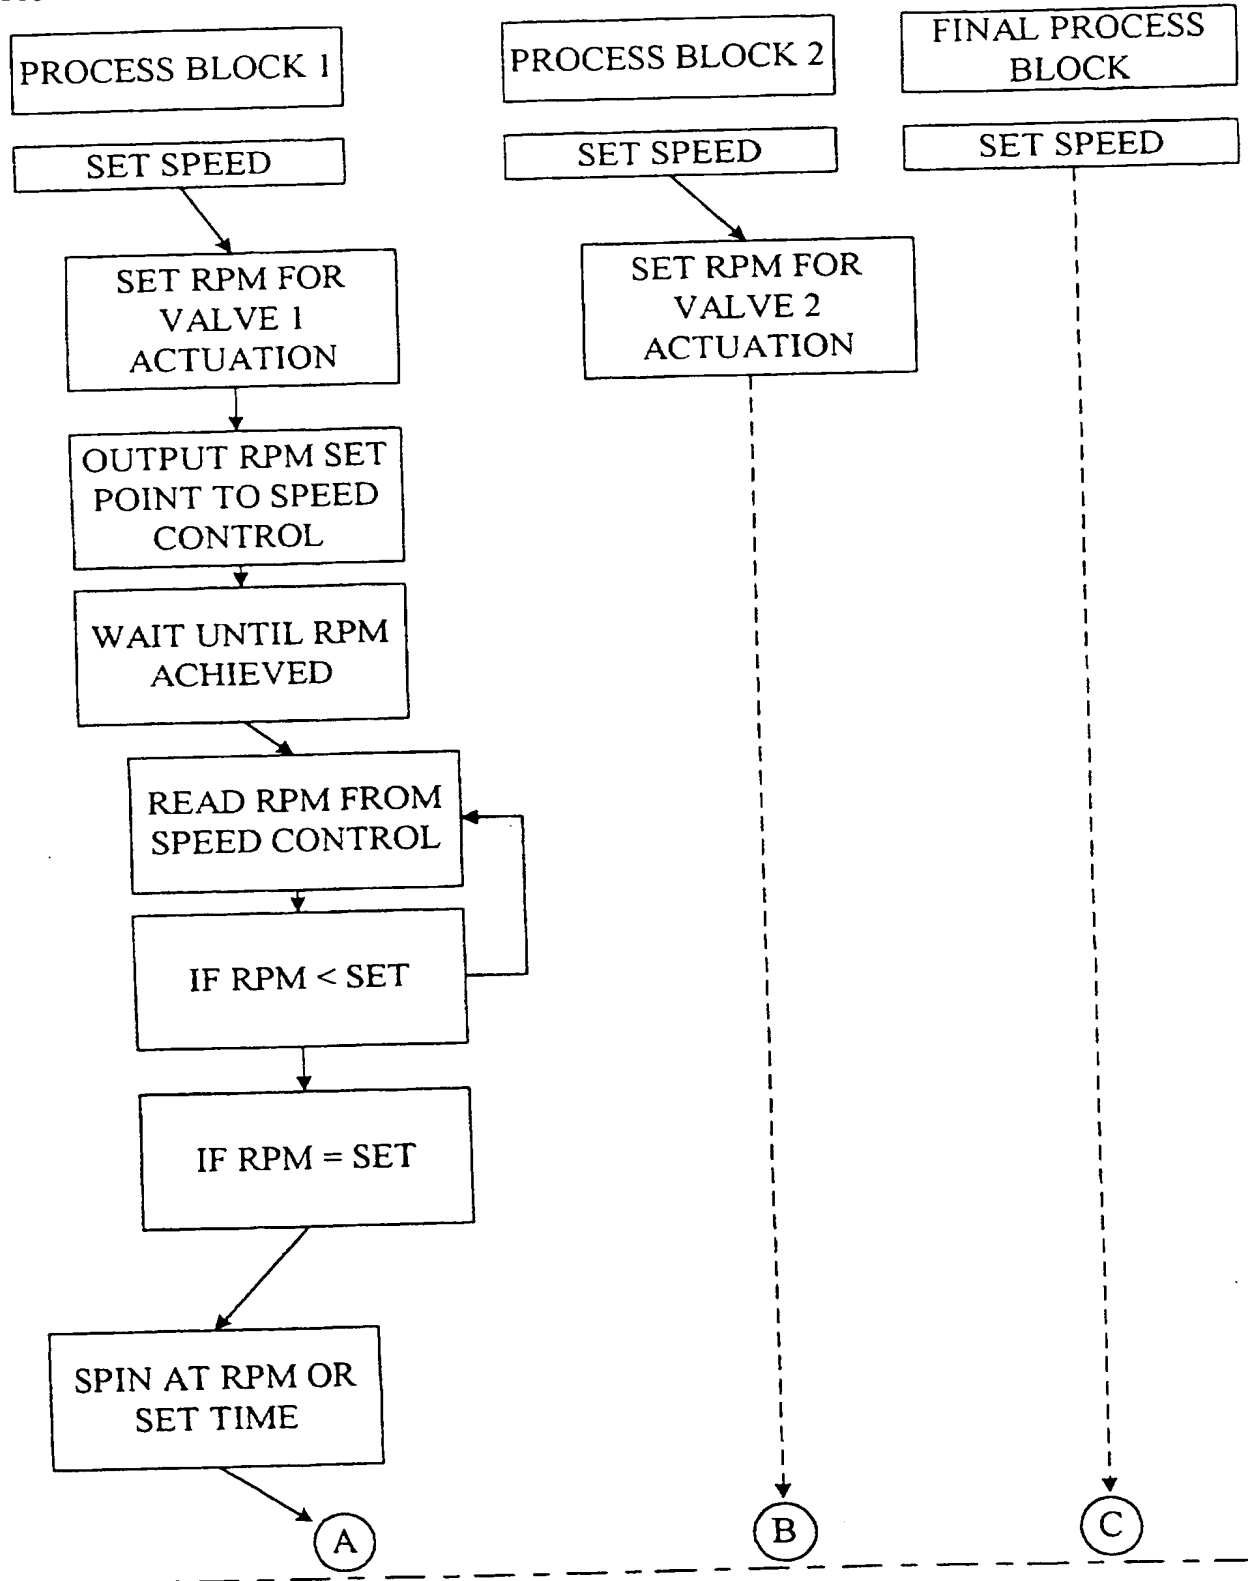 PROCESS BLOCK 1
SET SPEED
SET RPM FOR
VALVE 1
ACTUATION
OUTPUT RPM SET
POINT TO SPEED
CONTROL
WAIT UNTIL RPM
ACHIEVED
READ RPM FROM
SPEED CONTROL
IF RPM < SET
IF RPM = SET
SPIN AT RPM OR
SET TIME
A
PROCESS BLOCK 2
SET SPEED
SET RPM FOR
VALVE 2
ACTUATION
B
FINAL PROCESS
BLOCK
SET SPEED
C